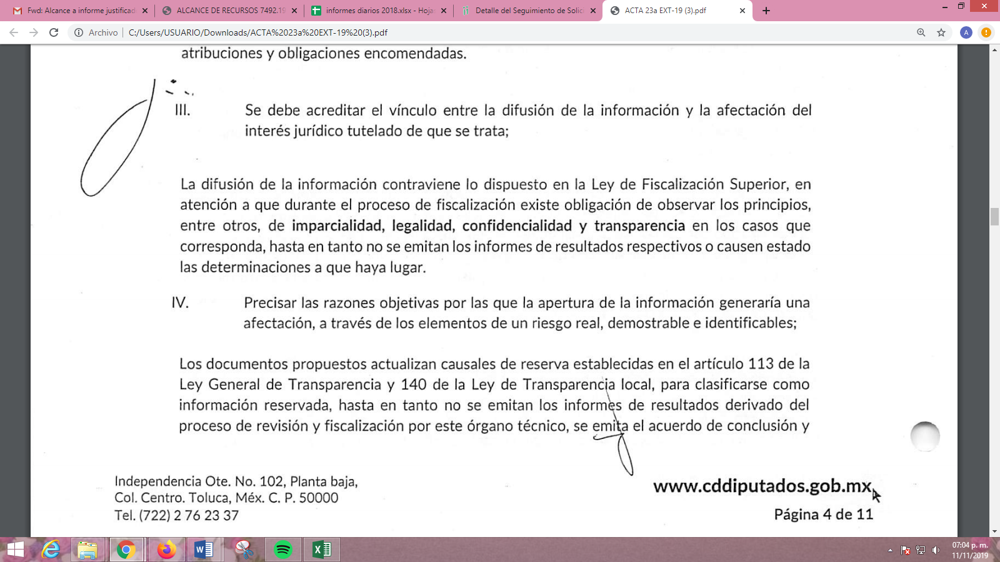 Fwd: Alcance a informe justificad
ALCANCE DE RECURSOS 7492.19
informes diarios 2018.xlsx - Hoja
Detalle del Seguimiento de Solici
ACTA 23a EXT-19 (3).pdf
Archivo
C:/Users/USUARIO/Downloads/ACTA%2023a%20EXT-19%20(3).pdf
A
atribuciones y obligaciones encomendadas.
III. Se debe acreditar el vínculo entre la difusión de la información y la afectación del
interés jurídico tutelado de que se trata;
La difusión de la información contraviene lo dispuesto en la Ley de Fiscalización Superior, en
atención a que durante el proceso de fiscalización existe obligación de observar los principios,
entre otros, de imparcialidad, legalidad, confidencialidad y transparencia en los casos que
corresponda, hasta en tanto no se emitan los informes de resultados respectivos o causen estado
las determinaciones a que haya lugar.
IV. Precisar las razones objetivas por las que la apertura de la información generaría una
afectación, a través de los elementos de un riesgo real, demostrable e identificables;
Los documentos propuestos actualizan causales de reserva establecidas en el artículo 113 de la
Ley General de Transparencia y 140 de la Ley de Transparencia local, para clasificarse como
información reservada, hasta en tanto no se emitan los informes de resultados derivado del
proceso de revisión y fiscalización por este órgano técnico, se emita el acuerdo de conclusión y
Independencia Ote. No. 102, Planta baja,
Col. Centro. Toluca, Méx. C. P. 50000
Tel. (722) 2 76 23 37
www.cddiputados.gob.mx
Página 4 de 11
07:04 p. m.
11/11/2019